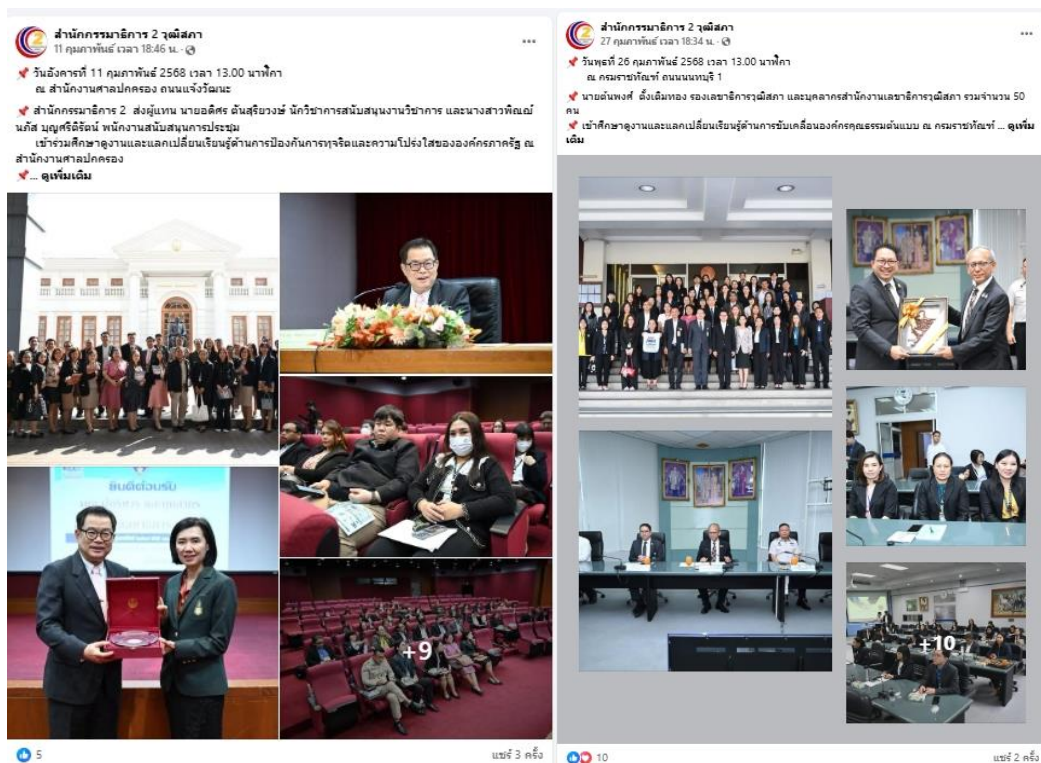 สำนักกรรมาธิการ 2 วุฒิสภา
11 กุมภาพันธ์ เวลา 18:46 น.
📌 วันอังคารที่ 11 กุมภาพันธ์ 2568 เวลา 13.00 นาฬิกา
ณ สำนักงานศาลปกครอง ถนนแจ้งวัฒนะ
📌 สำนักกรรมาธิการ 2 ส่งผู้แทน นายอดิศร ตันสุริยวงษ์ นักวิชาการสนับสนุนงานวิชาการ และนางสาวพิณณ์
นภัส บุญศรีดิรัตน์ พนักงานสนับสนุนการประชุม
เข้าร่วมศึกษาดูงานและแลกเปลี่ยนเรียนรู้ด้านการป้องกันการทุจริตและความโปร่งใสขององค์กรภาครัฐ ณ
สำนักงานศาลปกครอง
📌... ดูเพิ่มเติม
ยินดีต้อนรับ
+9
5
แชร์ 3 ครั้ง
สำนักกรรมาธิการ 2 วุฒิสภา
27 กุมภาพันธ์ เวลา 18:34 น.
📌 วันพุธที่ 26 กุมภาพันธ์ 2568 เวลา 13.00 นาฬิกา
ณ กรมราชทัณฑ์ ถนนนนทบุรี 1
📌 นายต้นพงศ์ ตั้งเติมทอง รองเลขาธิการวุฒิสภา และบุคลากรสำนักงานเลขาธิการวุฒิสภา รวมจำนวน 50
คน
📌 เข้าศึกษาดูงานและแลกเปลี่ยนเรียนรู้ด้านการขับเคลื่อนองค์กรคุณธรรมต้นแบบ ณ กรมราชทัณฑ์ ... ดูเพิ่ม
เติม
+10
10
แชร์ 2 ครั้ง